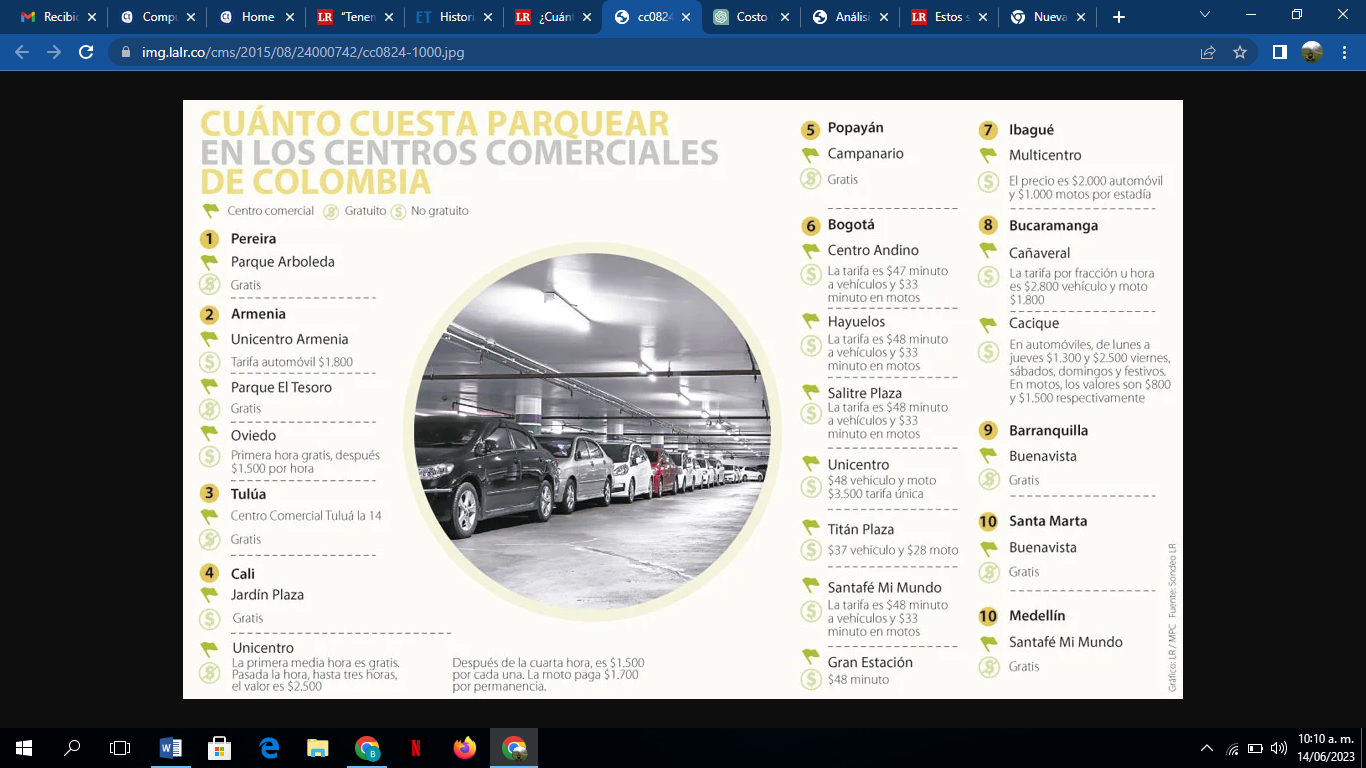 Recibid
Compu
Home
LR "Tenem
ET Histori
LR ¿Cuánt
cc0824
Costo
Análisi
LR Estos s
Nueva
img.lalr.co/cms/2015/08/24000742/cc0824-1000.jpg
CUÁNTO CUESTA PARQUEAR
EN LOS CENTROS COMERCIALES
DE COLOMBIA
Centro comercial Gratuito No gratuito
1 Pereira
Parque Arboleda
Gratis
2 Armenia
Unicentro Armenia
Tarifa automóvil $1.800
Parque El Tesoro
Gratis
Oviedo
Primera hora gratis, después
$1.500 por hora
3 Tulúa
Centro Comercial Tuluá la 14
Gratis
4 Cali
Jardín Plaza
Gratis
Unicentro
La primera media hora es gratis.
Pasada la hora, hasta tres horas,
el valor es $2.500
Después de la cuarta hora, es $1.500
por cada una. La moto paga $1.700
por permanencia.
5 Popayán
Campanario
Gratis
6 Bogotá
Centro Andino
La tarifa es $47 minuto
a vehículos y $33
minuto en motos
Hayuelos
La tarifa es $48 minuto
a vehículos y $33
minuto en motos
Salitre Plaza
La tarifa es $48 minuto
a vehículos y $33
minuto en motos
Unicentro
$48 vehiculo y moto
$3.500 tarifa única
Titán Plaza
$37 vehiculo y $28 moto
Santafé Mi Mundo
La tarifa es $48 minuto
a vehículos y $33
minuto en motos
Gran Estación
$48 minuto
7 Ibagué
Multicentro
El precio es $2.000 automóvil
y $1.000 motos por estadía
8 Bucaramanga
Cañaveral
La tarifa por fracción u hora
es $2.800 vehículo y moto
$1.800
Cacique
En automóviles, de lunes a
jueves $1.300 y $2.500 viernes,
sábados, domingos y festivos.
En motos, los valores son $800
y $1.500 respectivamente
9 Barranquilla
Buenavista
Gratis
10 Santa Marta
Buenavista
Gratis
10 Medellín
Santafé Mi Mundo
Gratis
Gráfico: LR / MPC Fuente: Sondeo LR
10:10 a. m.
14/06/2023